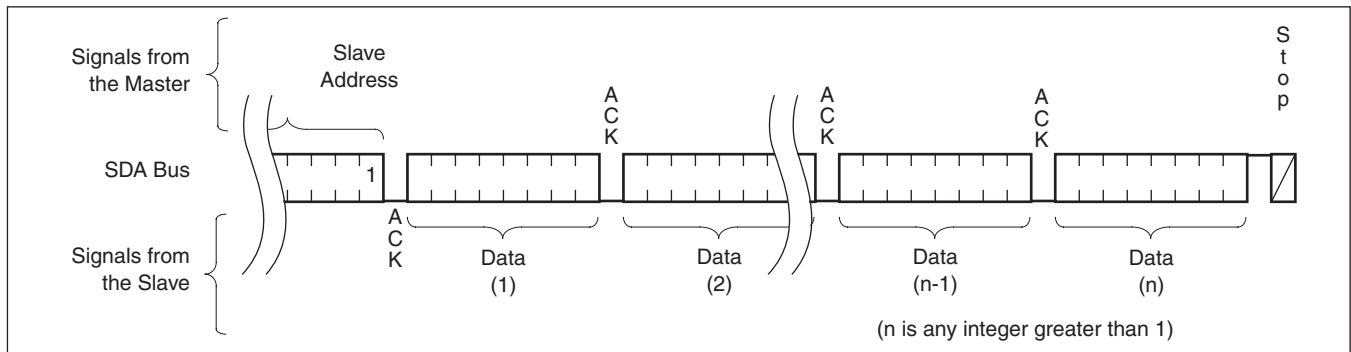 Signals from
the Master
Slave
Address
A
C
K
A
C
K
A
C
K
S
t
o
p
SDA Bus
1
Signals from
the Slave
A
C
K
Data
(1)
Data
(2)
Data
(n-1)
Data
(n)
(n is any integer greater than 1)